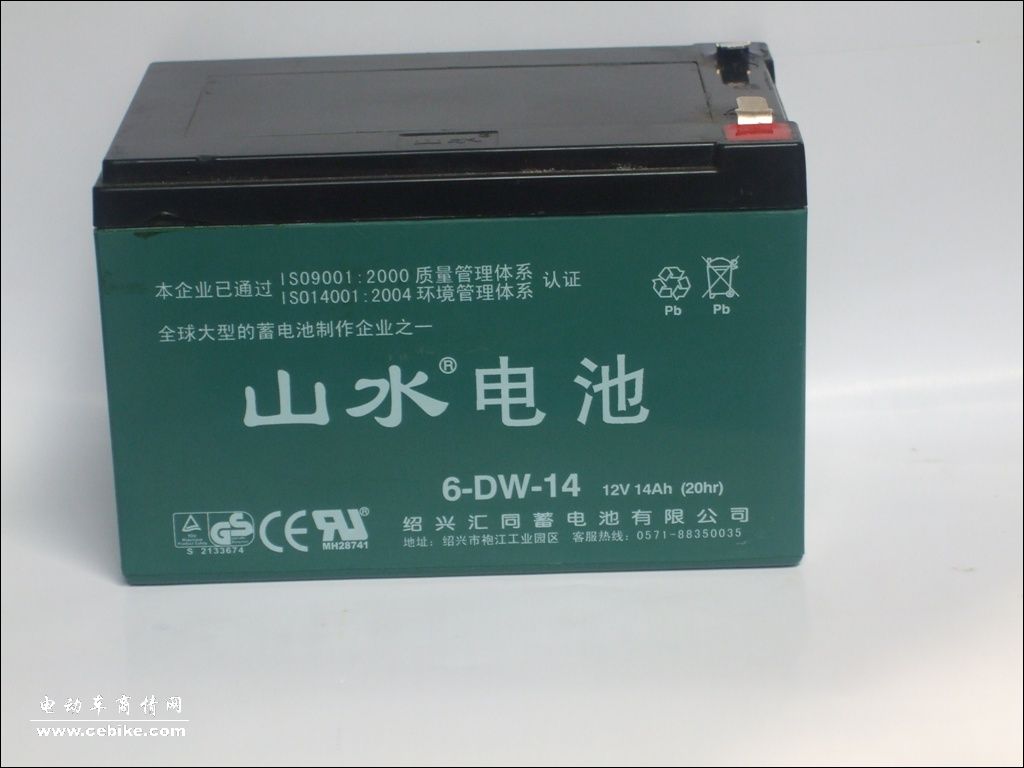 山水
本企业已通过 ISO9001:2000 质量管理体系 认证
ISO14001:2004 环境管理体系
Pb Pb
全球大型的蓄电池制作企业之一
山水® 电池
6-DW-14 12V 14Ah (20hr)
TÜV GS CE RU®
S 2133674
MH28741
绍兴汇同蓄电池有限公司
地址:绍兴市袍江工业园区 客服热线:0571-88350035
电动车商情网
www.cebike.com